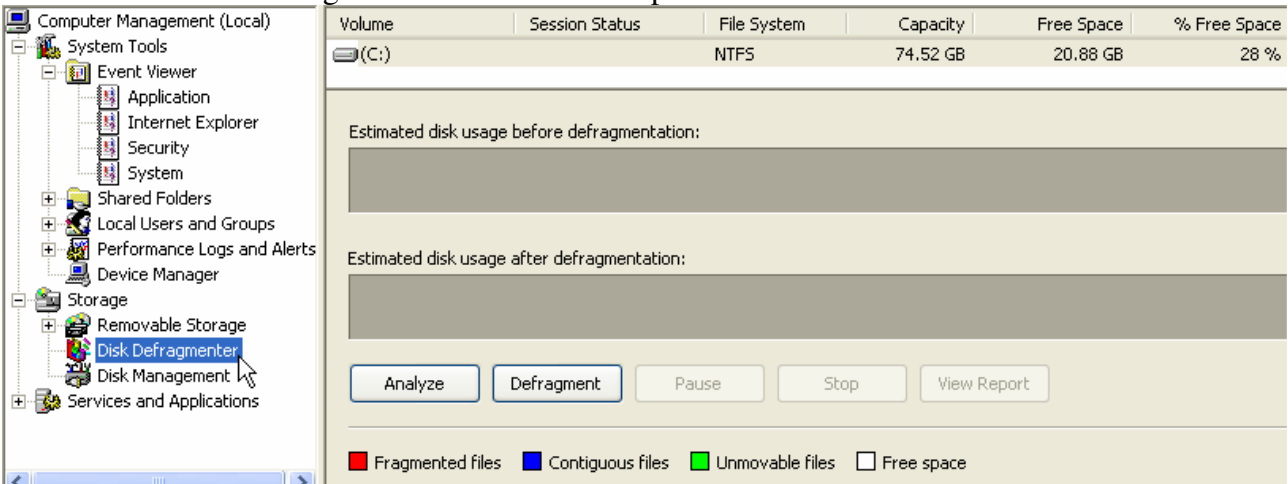 Computer Management (Local)
System Tools
Event Viewer
Application
Internet Explorer
Security
System
Shared Folders
Local Users and Groups
Performance Logs and Alerts
Device Manager
Storage
Removable Storage
Disk Defragmenter
Disk Management
Services and Applications
Volume Session Status File System Capacity Free Space % Free Space
(C:) NTFS 74.52 GB 20.88 GB 28 %
Estimated disk usage before defragmentation:
Estimated disk usage after defragmentation:
Analyze Defragment Pause Stop View Report
Fragmented files Contiguous files Unmovable files Free space